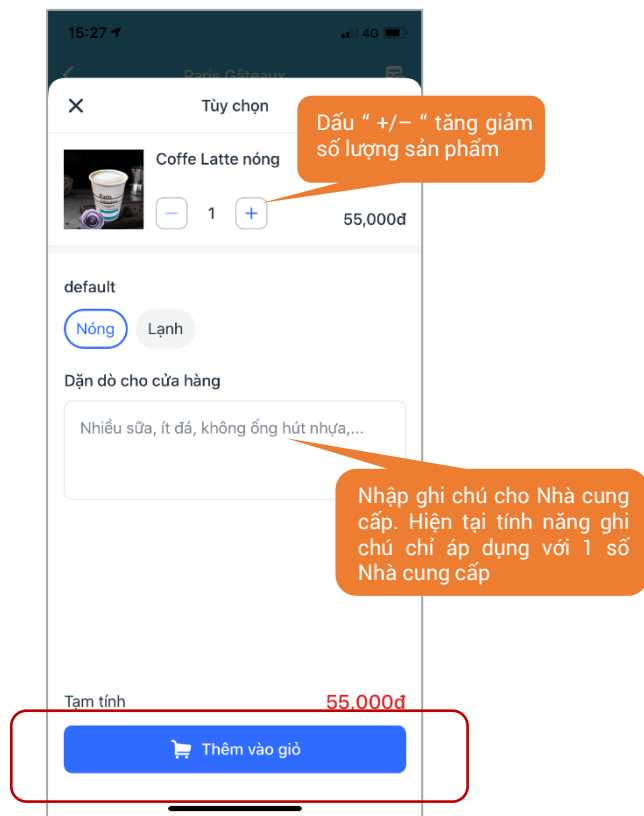 15:27
4G
Paris Gâteaux
Tùy chọn
Dấu “ +/– “ tăng giảm
số lượng sản phẩm
Coffe Latte nóng
− 1 +
55,000đ
default
Nóng
Lạnh
Dặn dò cho cửa hàng
Nhiều sữa, ít đá, không ống hút nhựa,...
Nhập ghi chú cho Nhà cung
cấp. Hiện tại tính năng ghi
chú chỉ áp dụng với 1 số
Nhà cung cấp
Tạm tính
55,000đ
Thêm vào giỏ